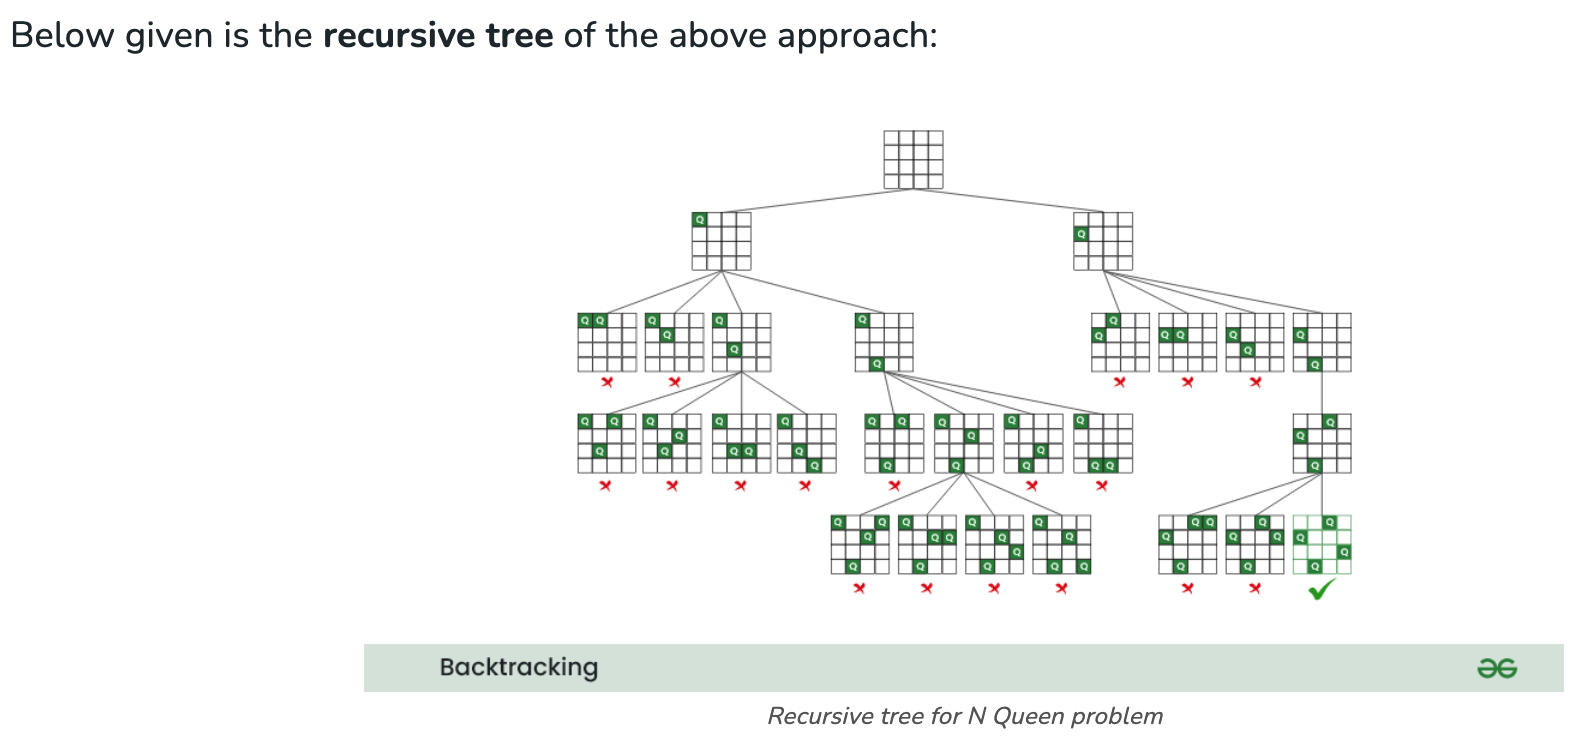 Below given is the recursive tree of the above approach:
Q
Q
Q Q Q Q Q Q
Q Q Q Q Q Q
Q Q
Q Q
Q Q Q Q Q Q Q Q Q Q Q
Q Q Q
Q Q Q Q Q Q
Q Q Q Q Q Q Q
Q Q Q Q Q Q Q Q Q
Q Q Q Q Q Q Q Q Q
Q Q
Q Q Q Q Q Q Q Q
Backtracking
Recursive tree for N Queen problem